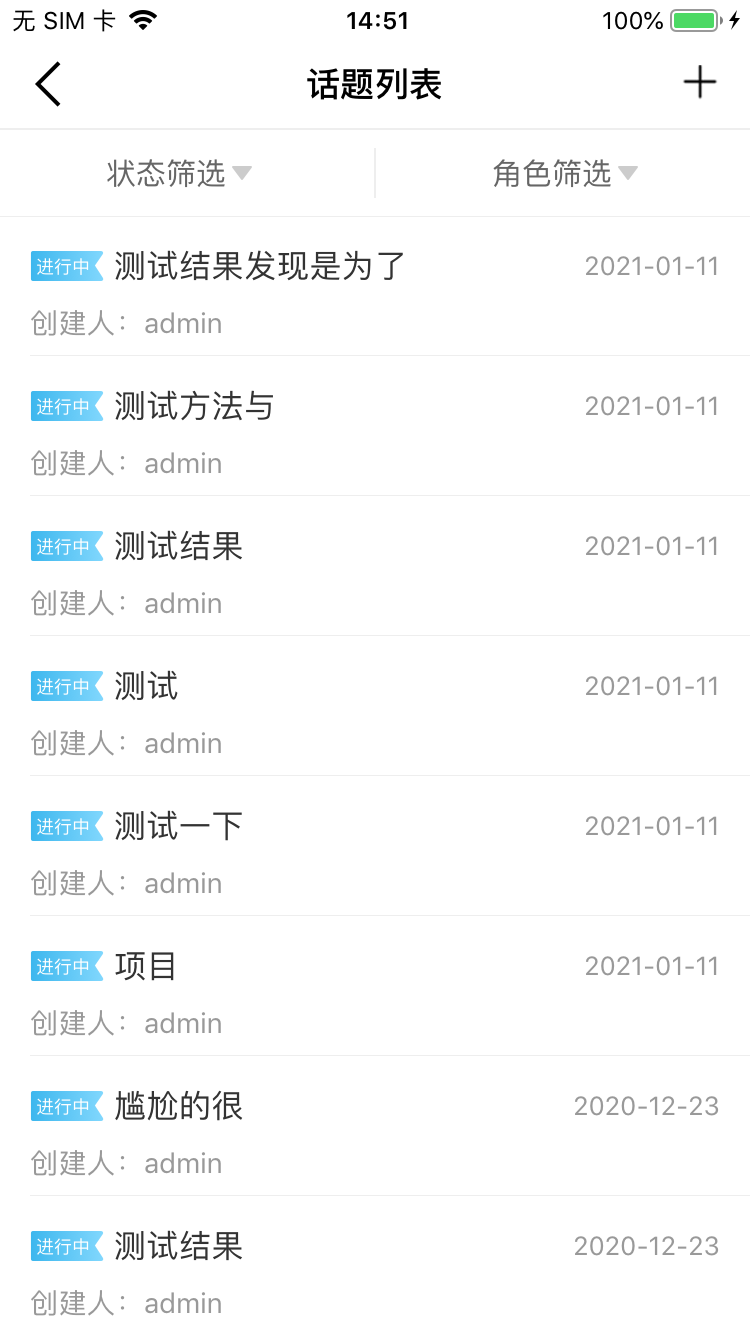 无 SIM 卡 14:51 100%
话题列表
状态筛选 角色筛选
进行中 测试结果发现是为了 2021-01-11
创建人: admin
进行中 测试方法与 2021-01-11
创建人: admin
进行中 测试结果 2021-01-11
创建人: admin
进行中 测试 2021-01-11
创建人: admin
进行中 测试一下 2021-01-11
创建人: admin
进行中 项目 2021-01-11
创建人: admin
进行中 尴尬的很 2020-12-23
创建人: admin
进行中 测试结果 2020-12-23
创建人: admin